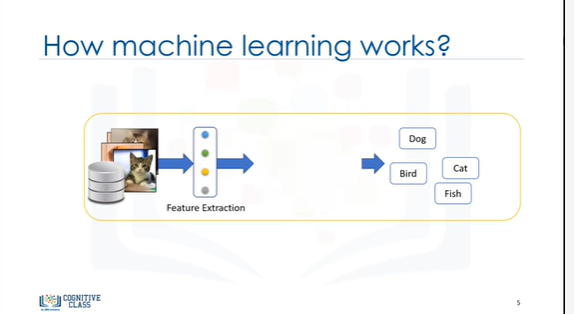 How machine learning works?
Dog
Bird
Cat
Fish
Feature Extraction
COGNITIVE
CLASS
5